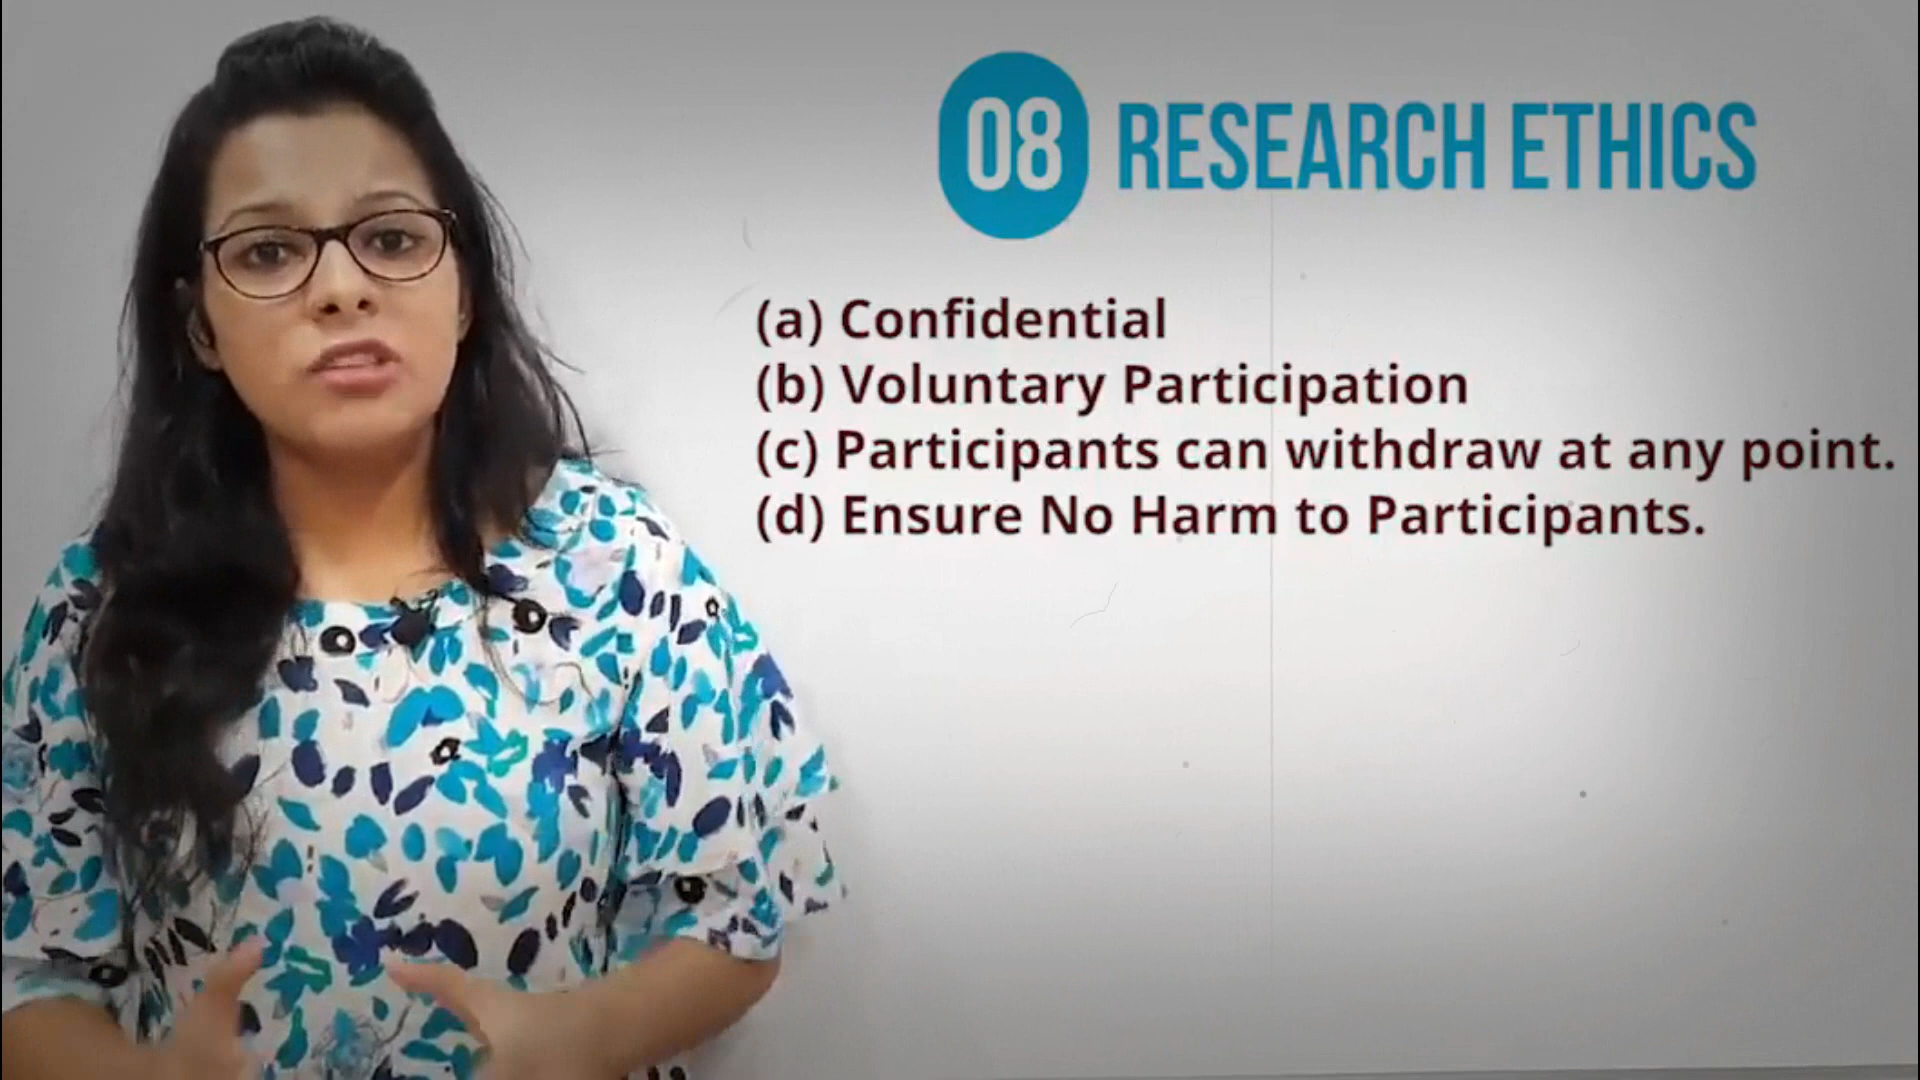 08 RESEARCH ETHICS
(a) Confidential
(b) Voluntary Participation
(c) Participants can withdraw at any point.
(d) Ensure No Harm to Participants.